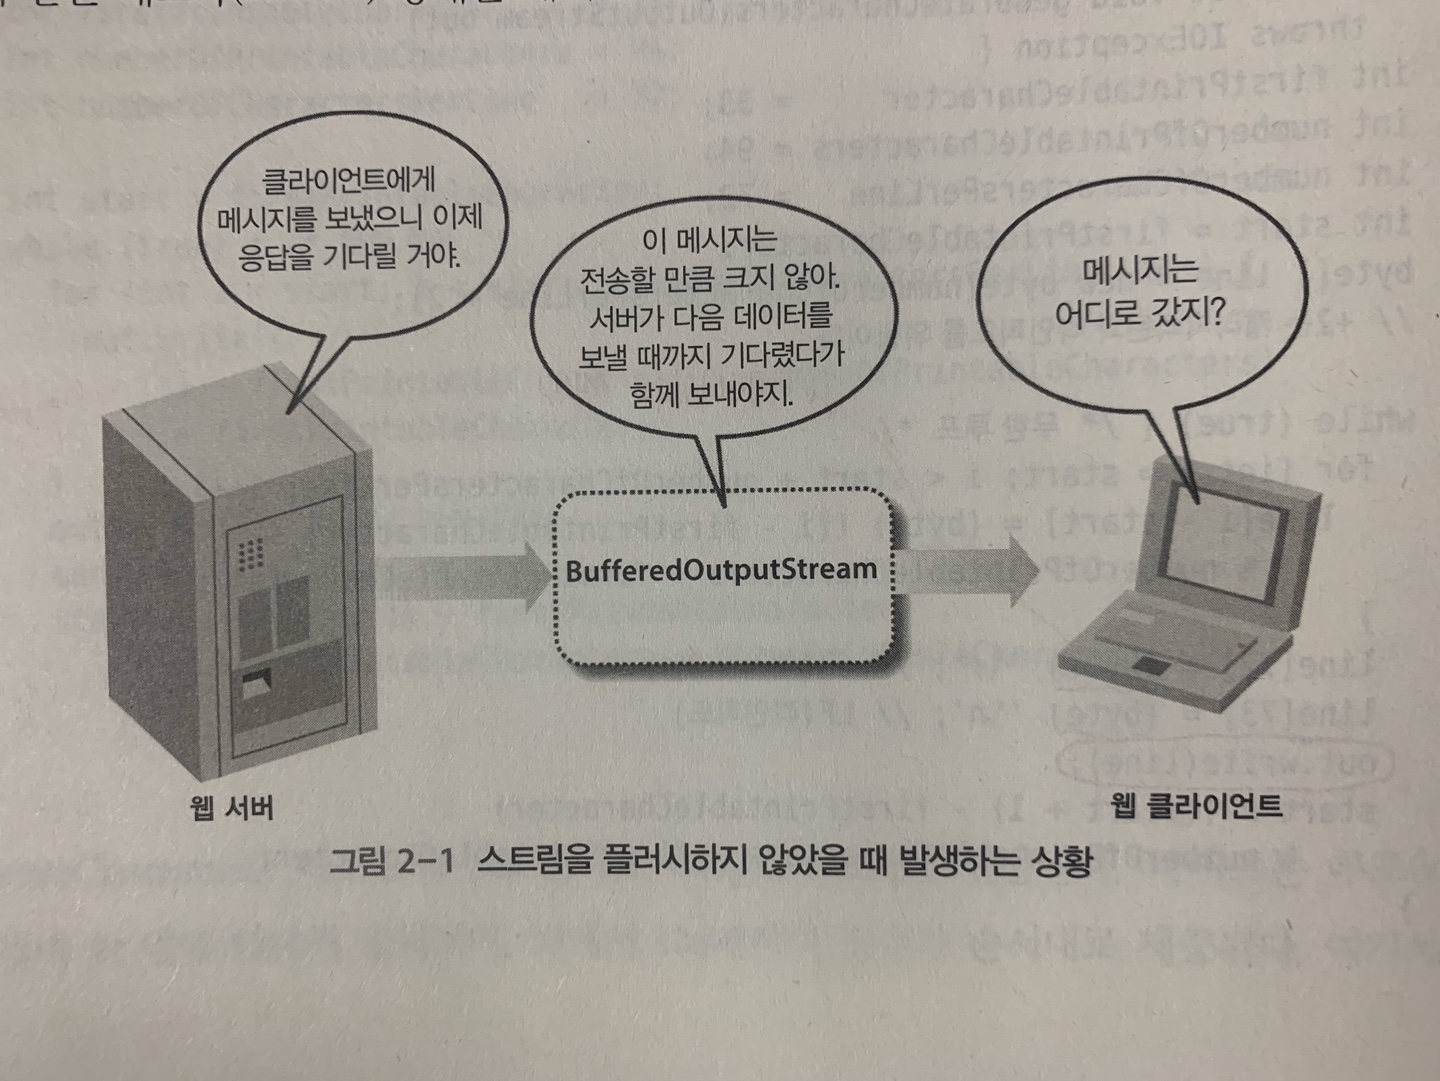 클라이언트에게
메시지를 보냈으니 이제
응답을 기다릴 거야.
이 메시지는
전송할 만큼 크지 않아.
서버가 다음 데이터를
보낼 때까지 기다렸다가
함께 보내야지.
메시지는
어디로 갔지?
BufferedOutputStream
웹 서버
웹 클라이언트
그림 2-1 스트림을 플러시하지 않았을 때 발생하는 상황